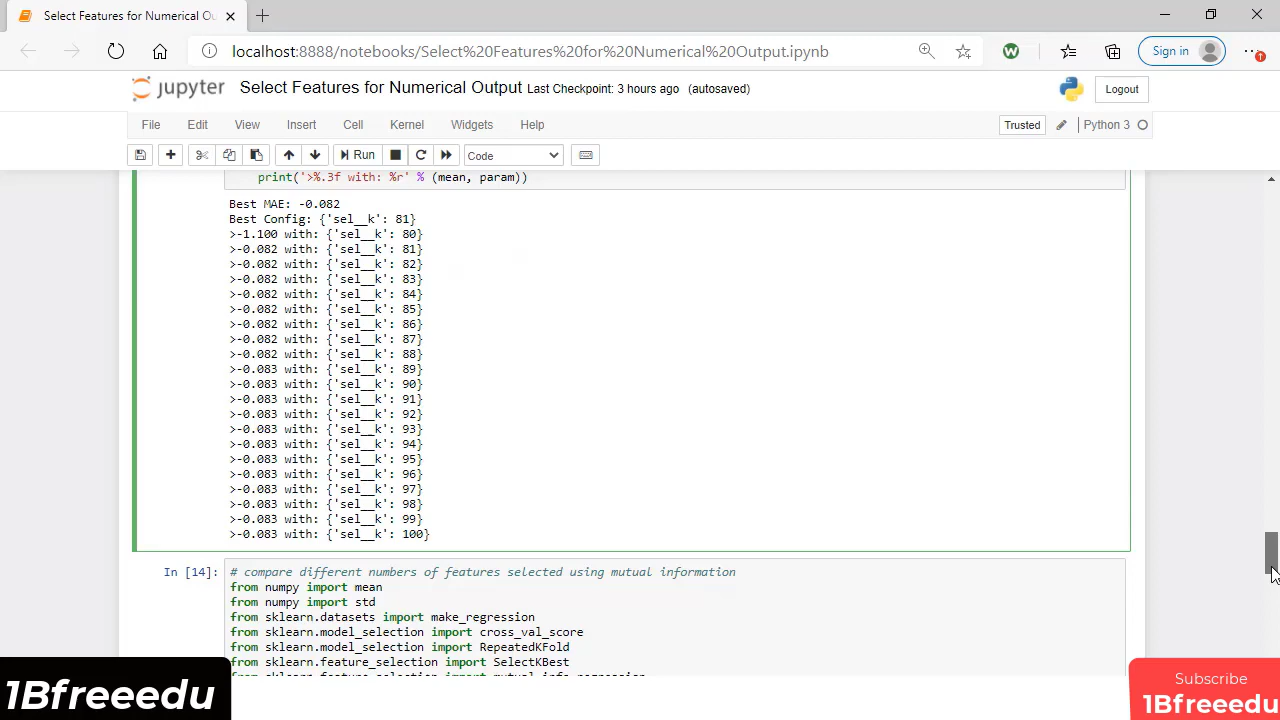 Select Features for Numerical Ou
localhost:8888/notebooks/Select%20Features%20for%20Numerical%20Output.ipynb
W
Sign in
jupyter Select Features for Numerical Output Last Checkpoint: 3 hours ago (autosaved)
Logout
File Edit View Insert Cell Kernel Widgets Help
Trusted
Python 3
Run
Code
print('>%.3f with: %r' % (mean, param))
Best MAE: -0.082
Best Config: {'sel__k': 81}
>-1.100 with: {'sel__k': 80}
>-0.082 with: {'sel__k': 81}
>-0.082 with: {'sel__k': 82}
>-0.082 with: {'sel__k': 83}
>-0.082 with: {'sel__k': 84}
>-0.082 with: {'sel__k': 85}
>-0.082 with: {'sel__k': 86}
>-0.082 with: {'sel__k': 87}
>-0.082 with: {'sel__k': 88}
>-0.083 with: {'sel__k': 89}
>-0.083 with: {'sel__k': 90}
>-0.083 with: {'sel__k': 91}
>-0.083 with: {'sel__k': 92}
>-0.083 with: {'sel__k': 93}
>-0.083 with: {'sel__k': 94}
>-0.083 with: {'sel__k': 95}
>-0.083 with: {'sel__k': 96}
>-0.083 with: {'sel__k': 97}
>-0.083 with: {'sel__k': 98}
>-0.083 with: {'sel__k': 99}
>-0.083 with: {'sel__k': 100}
In [14]: # compare different numbers of features selected using mutual information
from numpy import mean
from numpy import std
from sklearn.datasets import make_regression
from sklearn.model_selection import cross_val_score
from sklearn.model_selection import RepeatedKFold
from sklearn.feature_selection import SelectKBest
from sklearn.feature_selection import mutual_info_regression
1Bfreeedu
Subscribe
1Bfreeedu